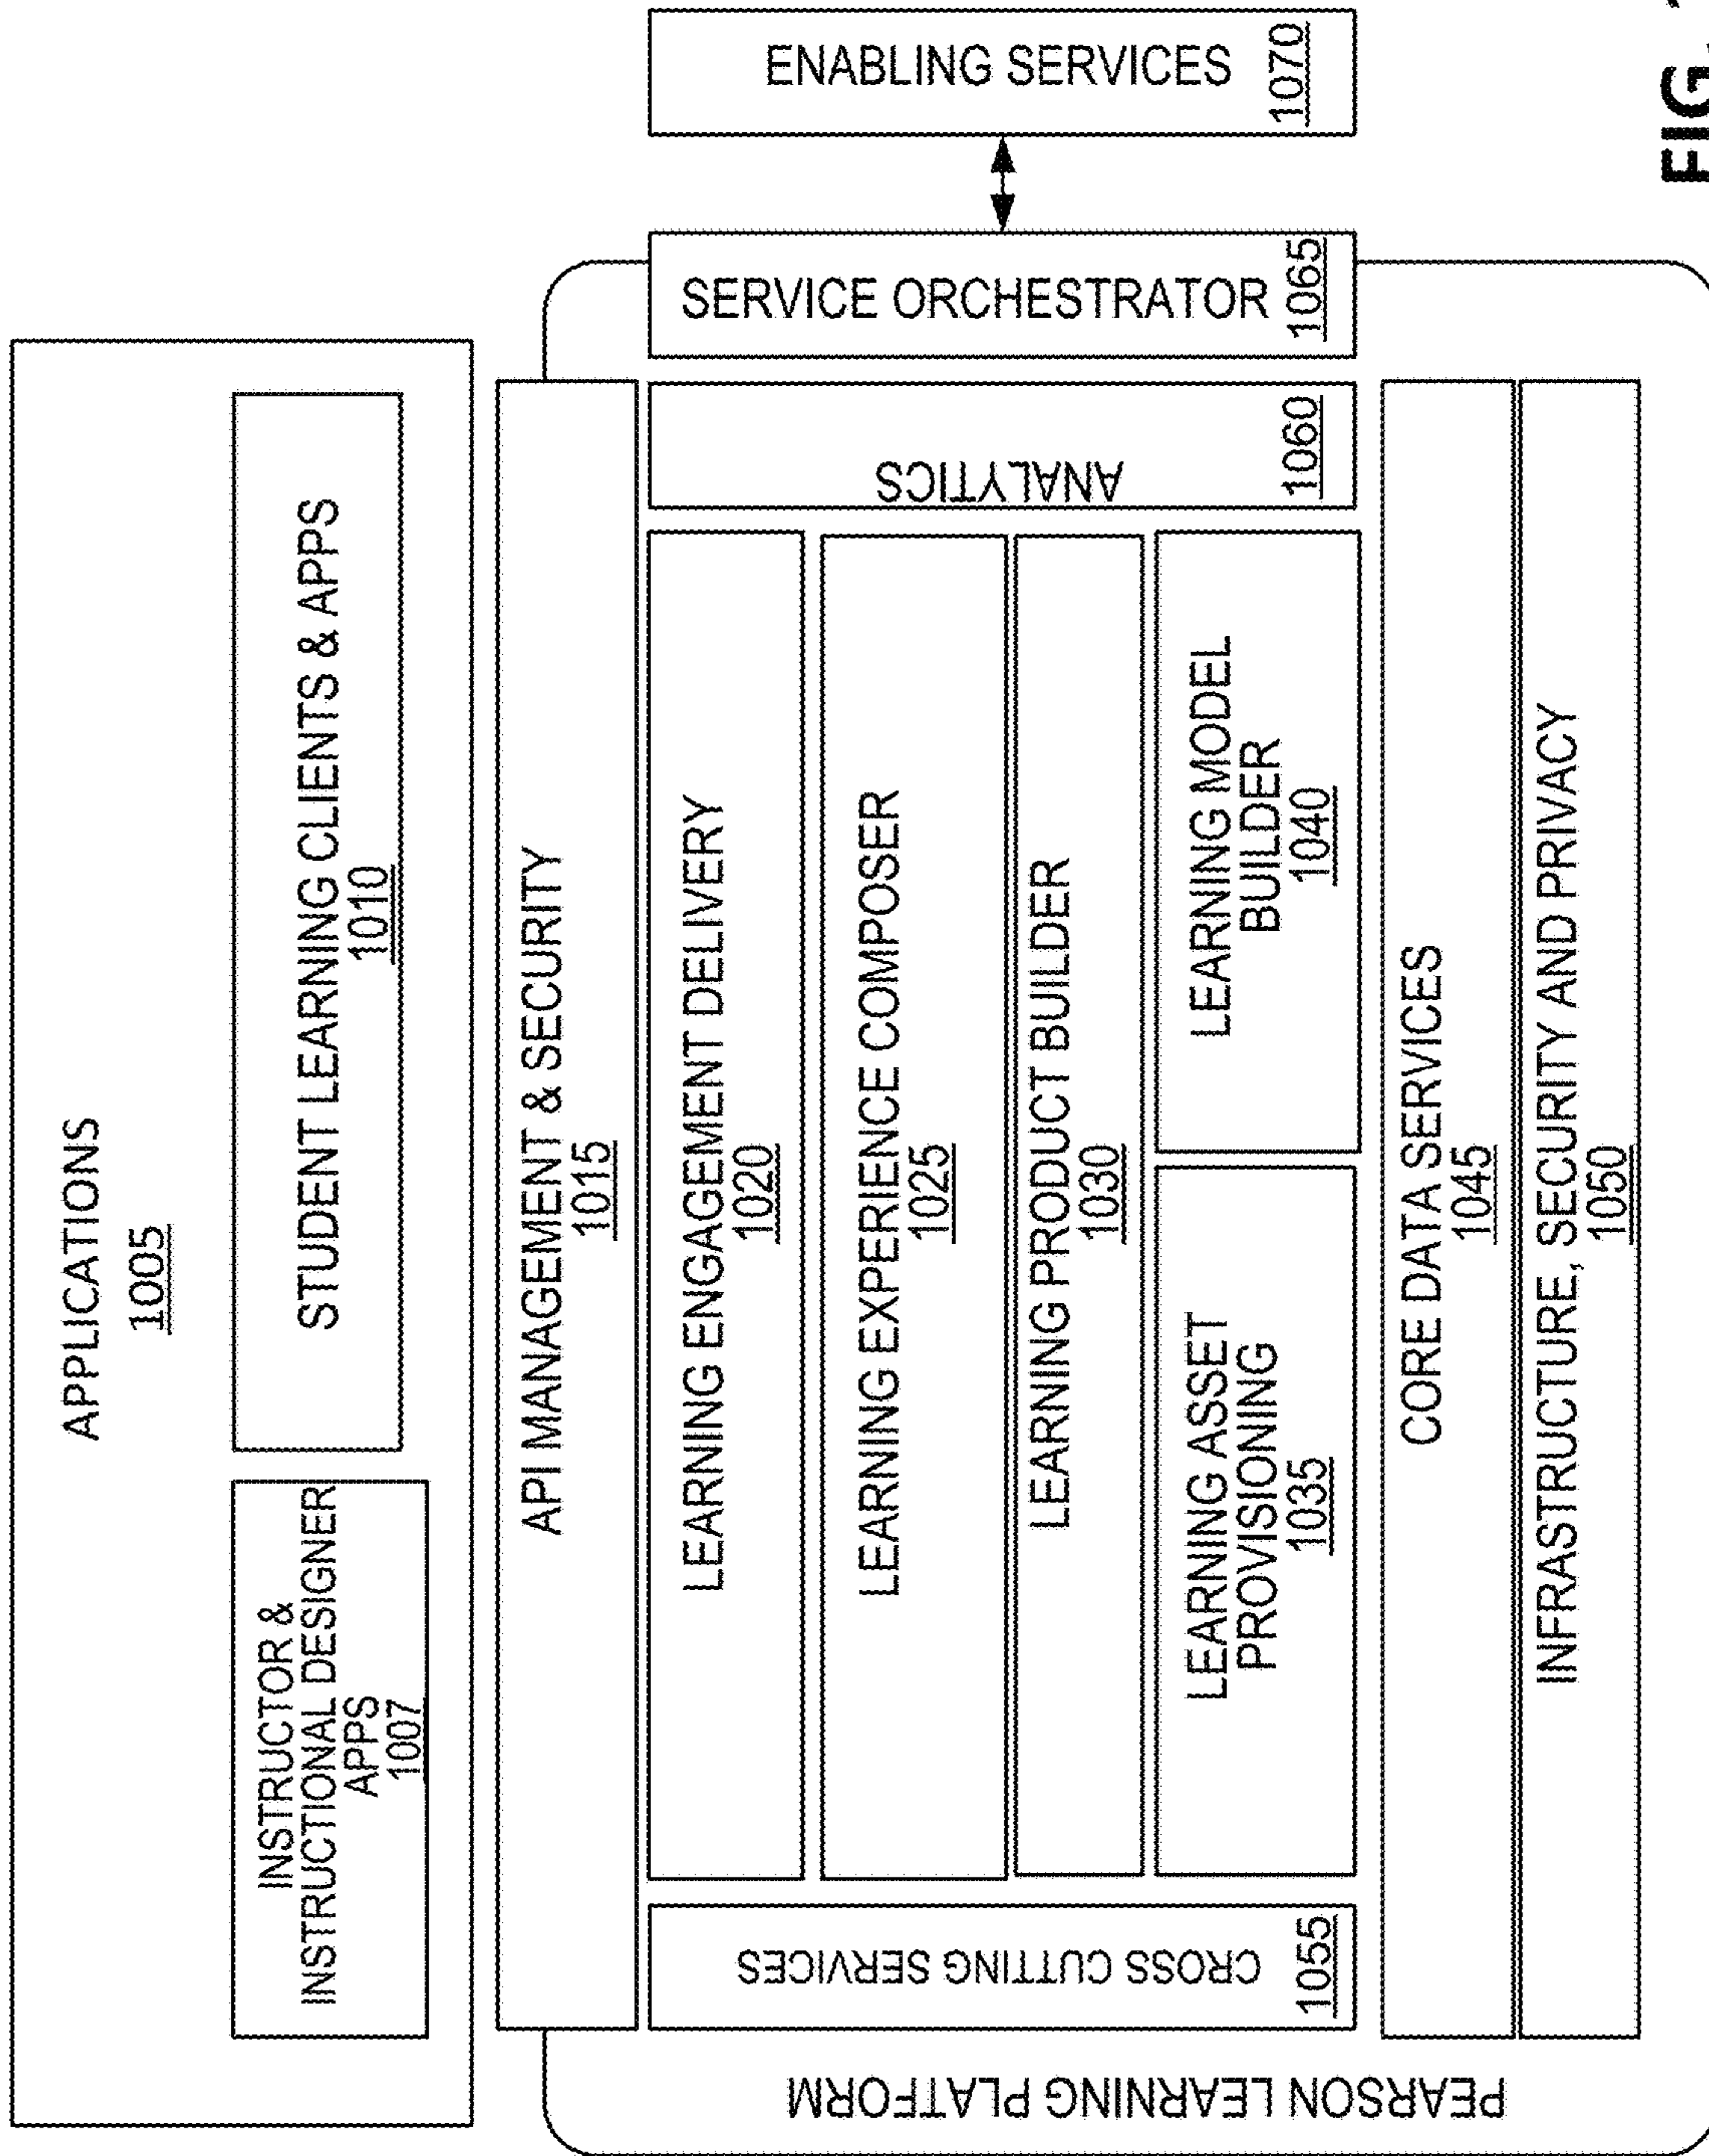 APPLICATIONS
1005
INSTRUCTOR &
INSTRUCTIONAL DESIGNER
APPS
1007
STUDENT LEARNING CLIENTS & APPS
1010
API MANAGEMENT & SECURITY
1015
PEARSON LEARNING PLATFORM
CROSS CUTTING SERVICES
1055
LEARNING ENGAGEMENT DELIVERY
1020
LEARNING EXPERIENCE COMPOSER
1025
LEARNING PRODUCT BUILDER
1030
LEARNING ASSET
PROVISIONING
1035
LEARNING MODEL
BUILDER
1040
ANALYTICS
1060
SERVICE ORCHESTRATOR
1065
ENABLING SERVICES
1070
CORE DATA SERVICES
1045
INFRASTRUCTURE, SECURITY AND PRIVACY
1050
FIG.